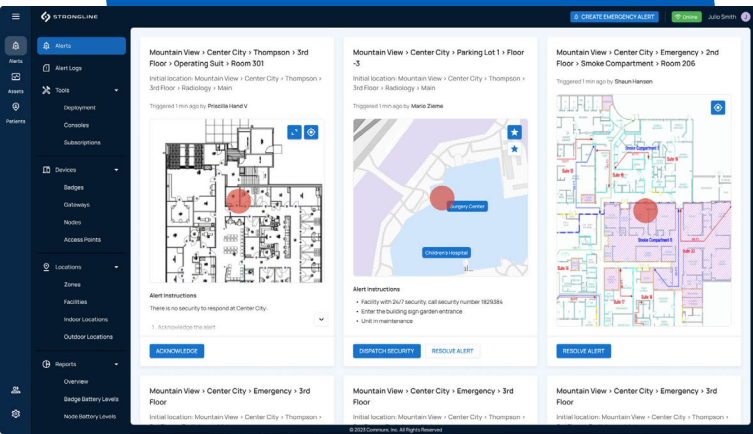 STRONGLINE
CREATE EMERGENCY ALERT
Online
Julio Smith
J
Alerts
Assets
Patients
Alerts
Alert Logs
Tools
Deployment
Consoles
Subscriptions
Devices
Badges
Gateways
Nodes
Access Points
Locations
Zones
Facilities
Indoor Locations
Outdoor Locations
Reports
Overview
Badge Battery Levels
Node Battery Levels
Mountain View > Center City > Thompson > 3rd
Floor > Operating Suit > Room 301
Initial location: Mountain View > Center City > Thompson >
3rd Floor > Radiology > Main
Triggered 1 min ago by Priscilla Hand V
Alert Instructions
There is no security to respond at Center City.
1. Acknowledge the alert
ACKNOWLEDGE
Mountain View > Center City > Parking Lot 1 > Floor
-3
Initial location: Mountain View > Center City > Thompson >
3rd Floor > Radiology > Main
Triggered 1 min ago by Mario Zieme
Surgery Center
Children's Hospital
Alert Instructions
• Facility with 24/7 security, call security number 1829384
• Enter the building sign garden entrance
• Unit in maintenance
DISPATCH SECURITY
RESOLVE ALERT
Mountain View > Center City > Emergency > 2nd
Floor > Smoke Compartment > Room 206
Triggered 1 min ago by Shaun Hansen
Smoke Compartment II
RESOLVE ALERT
Mountain View > Center City > Emergency > 3rd
Floor
Initial location: Mountain View > Center City > Thompson >
Mountain View > Center City > Emergency > 3rd
Floor
Initial location: Mountain View > Center City > Thompson >
Mountain View > Center City > Emergency > 3rd
Floor
Initial location: Mountain View > Center City > Thompson >
© 2023 Commure, Inc. All Rights Reserved